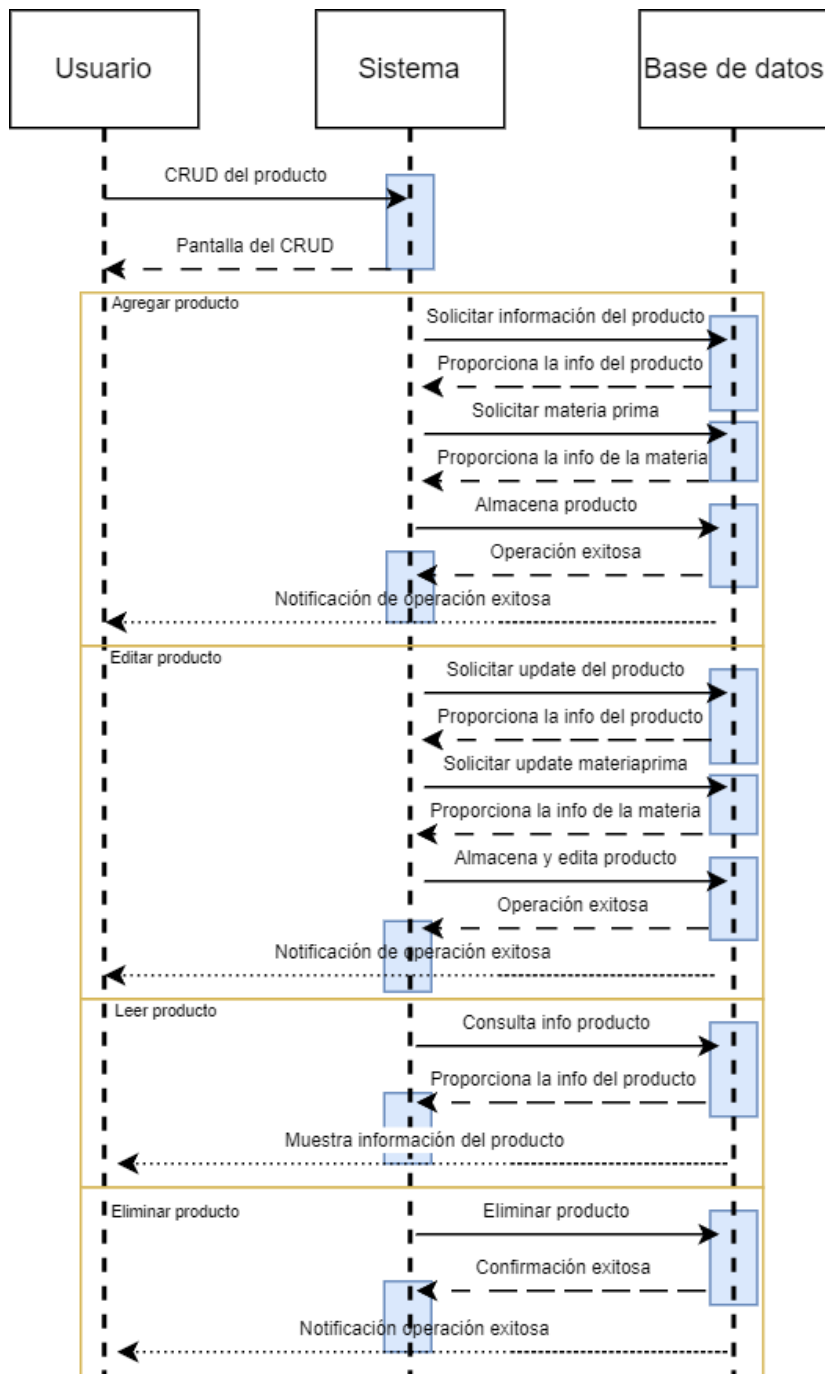 Usuario
Sistema
Base de datos
CRUD del producto
Pantalla del CRUD
Agregar producto
Solicitar información del producto
Proporciona la info del producto
Solicitar materia prima
Proporciona la info de la materia
Almacena producto
Operación exitosa
Notificación de operación exitosa
Editar producto
Solicitar update del producto
Proporciona la info del producto
Solicitar update materiaprima
Proporciona la info de la materia
Almacena y edita producto
Operación exitosa
Notificación de operación exitosa
Leer producto
Consulta info producto
Proporciona la info del producto
Muestra información del producto
Eliminar producto
Eliminar producto
Confirmación exitosa
Notificación operación exitosa